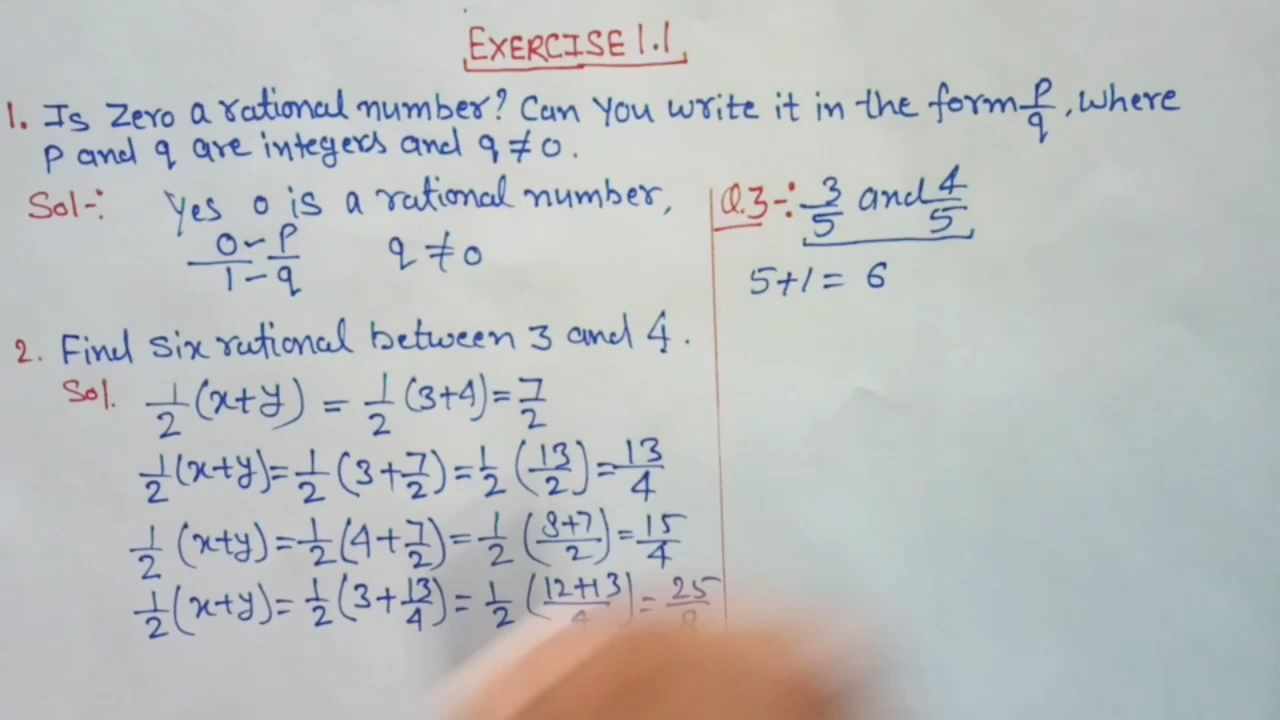 EXERCISE 1.1
1. Is Zero a rational number? Can you write it in the form p/q, where
p and q are integers and q ≠ 0.
Sol-: Yes 0 is a rational number,
0 - p
1 - q
q ≠ 0
2. Find six rational between 3 and 4.
Sol. 1/2 (x+y) = 1/2 (3+4) = 7/2
1/2 (x+y) = 1/2 (3 + 7/2) = 1/2 (13/2) = 13/4
1/2 (x+y) = 1/2 (4 + 7/2) = 1/2 (8+7/2) = 15/4
1/2 (x+y) = 1/2 (3 + 13/4) = 1/2 (12+13/4) = 25/8
Q.3-: 3/5 and 4/5
5+1 = 6